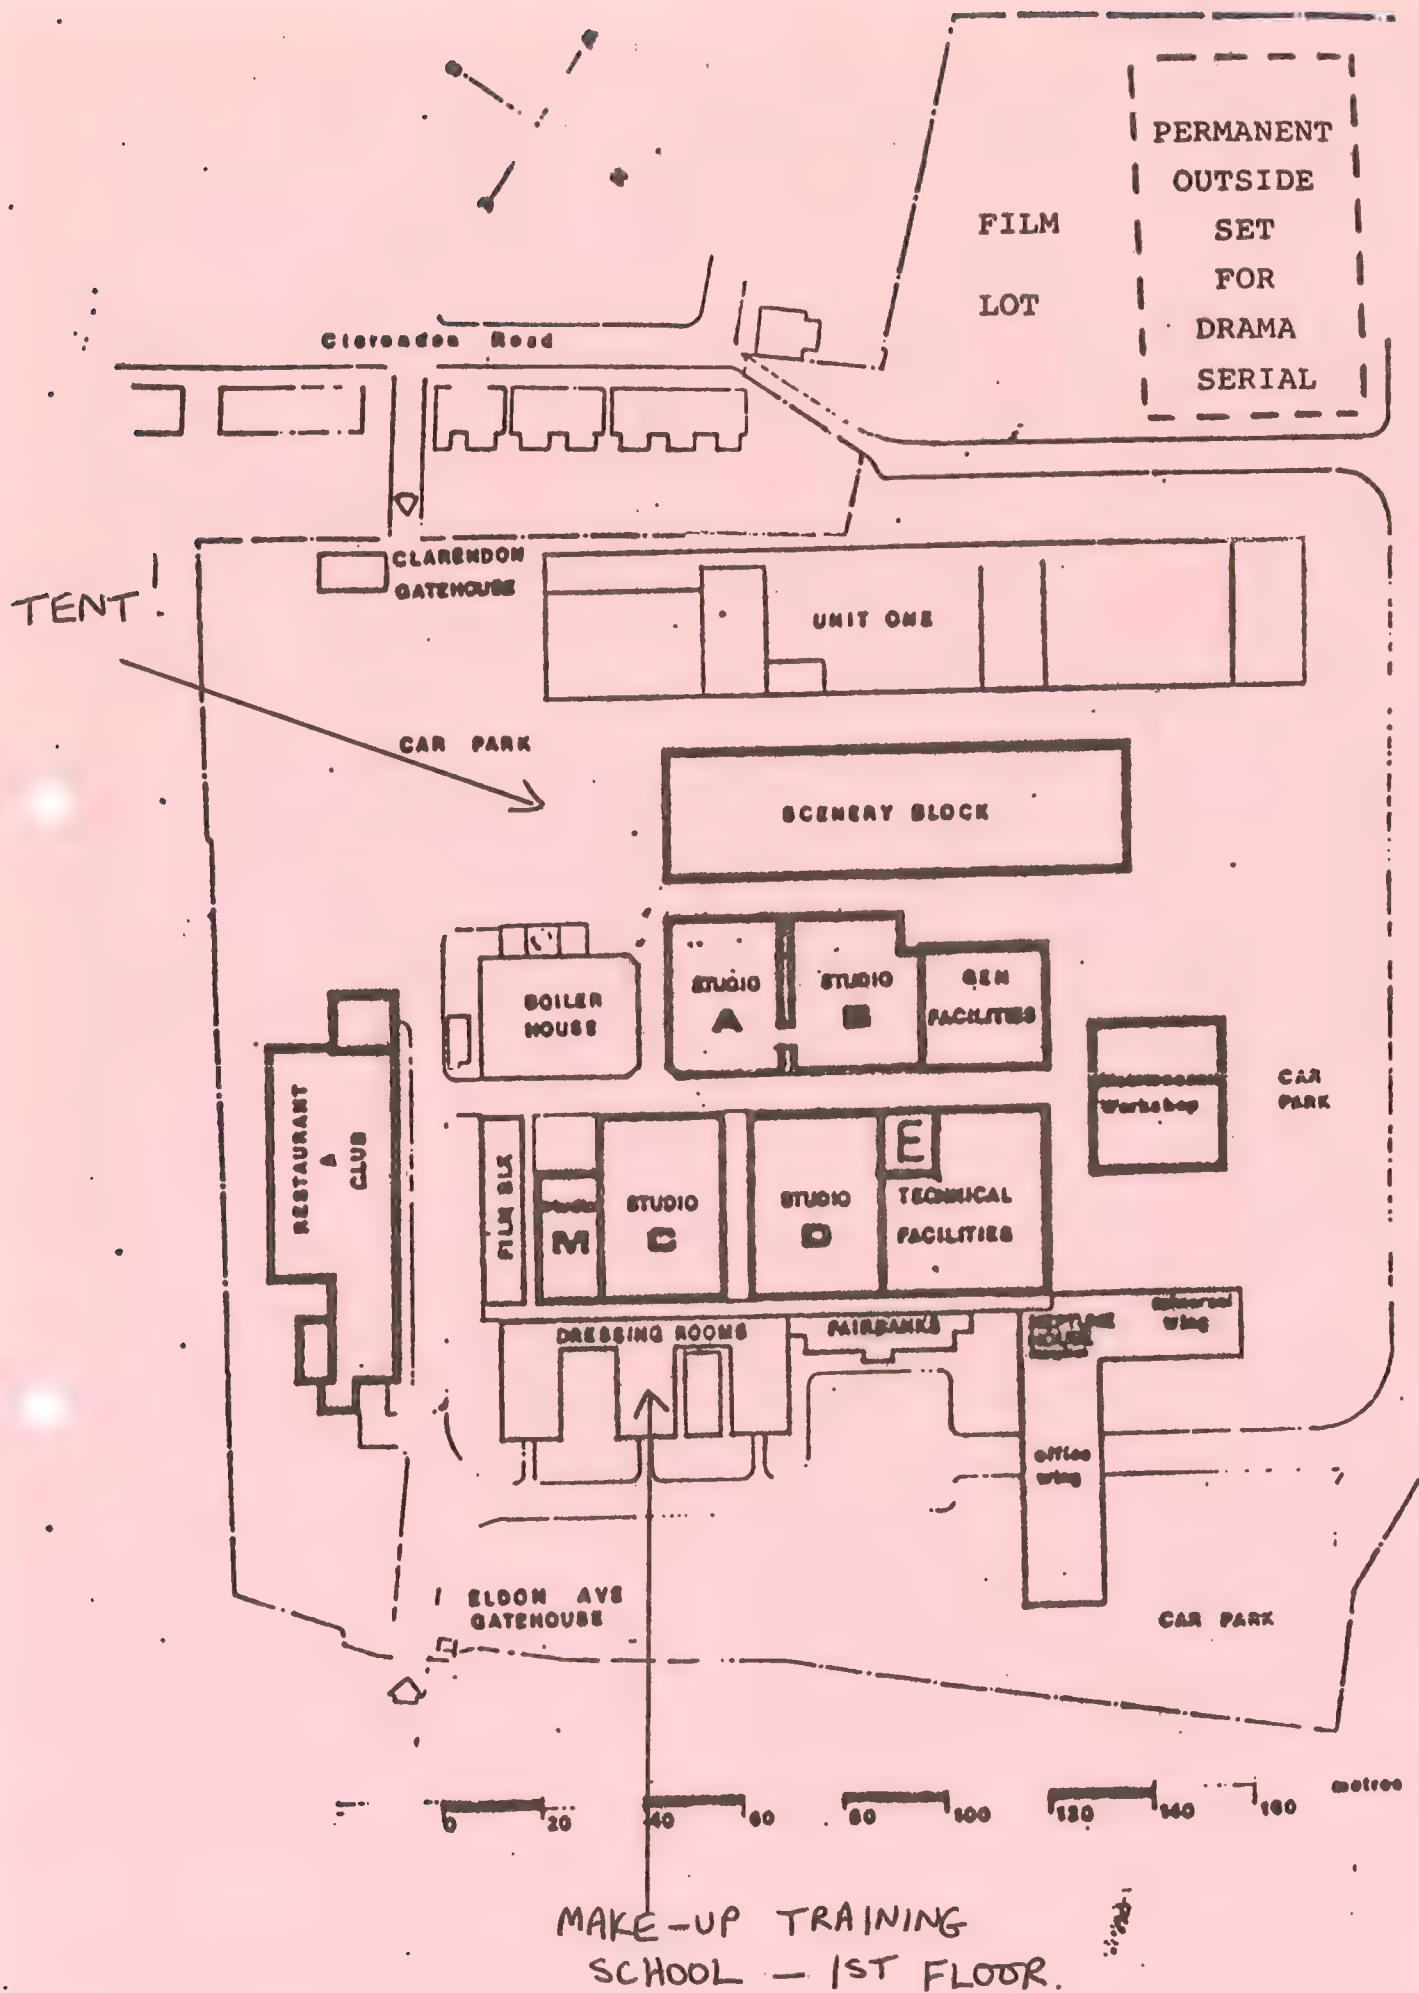 PERMANENT
OUTSIDE
SET
FOR
DRAMA
SERIAL
FILM
LOT
Clarendon Road
CLARENDON
GATEHOUSE
TENT!
UNIT ONE
CAR PARK
SCENERY BLOCK
STUDIO
A
STUDIO
B
GEN
FACILITIES
BOILER
HOUSE
CAR
PARK
Workshop
RESTAURANT
&
CLUB
FILM BLK
M
STUDIO
C
STUDIO
D
E
TECHNICAL
FACILITIES
DRESSING ROOMS
FAIRBANKS
HOUSE
wing
office
wing
ELDON AVE
GATEHOUSE
CAR PARK
0 20 40 60 80 100 120 140 160 metres
MAKE-UP TRAINING
SCHOOL - 1ST FLOOR.